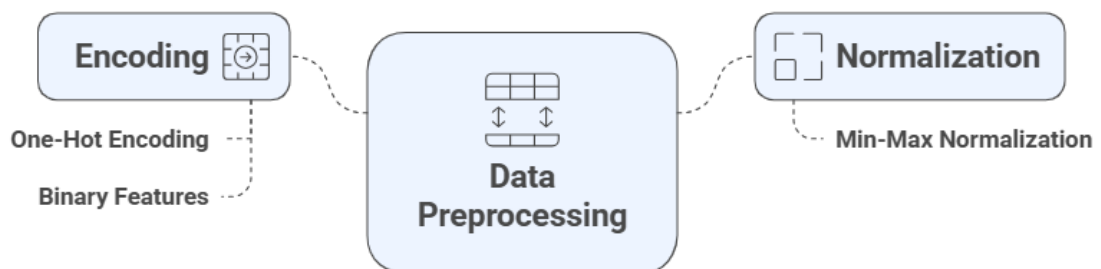 Encoding
One-Hot Encoding
Binary Features
Data
Preprocessing
Normalization
Min-Max Normalization